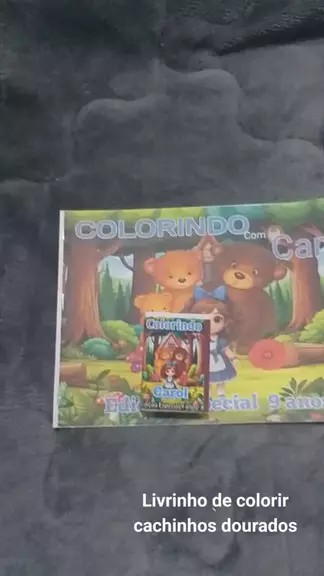 COLORINDO
Com
Car
Colorindo
Carol
Edi ecial 9 ano
Livrinho de colorir
cachinhos dourados